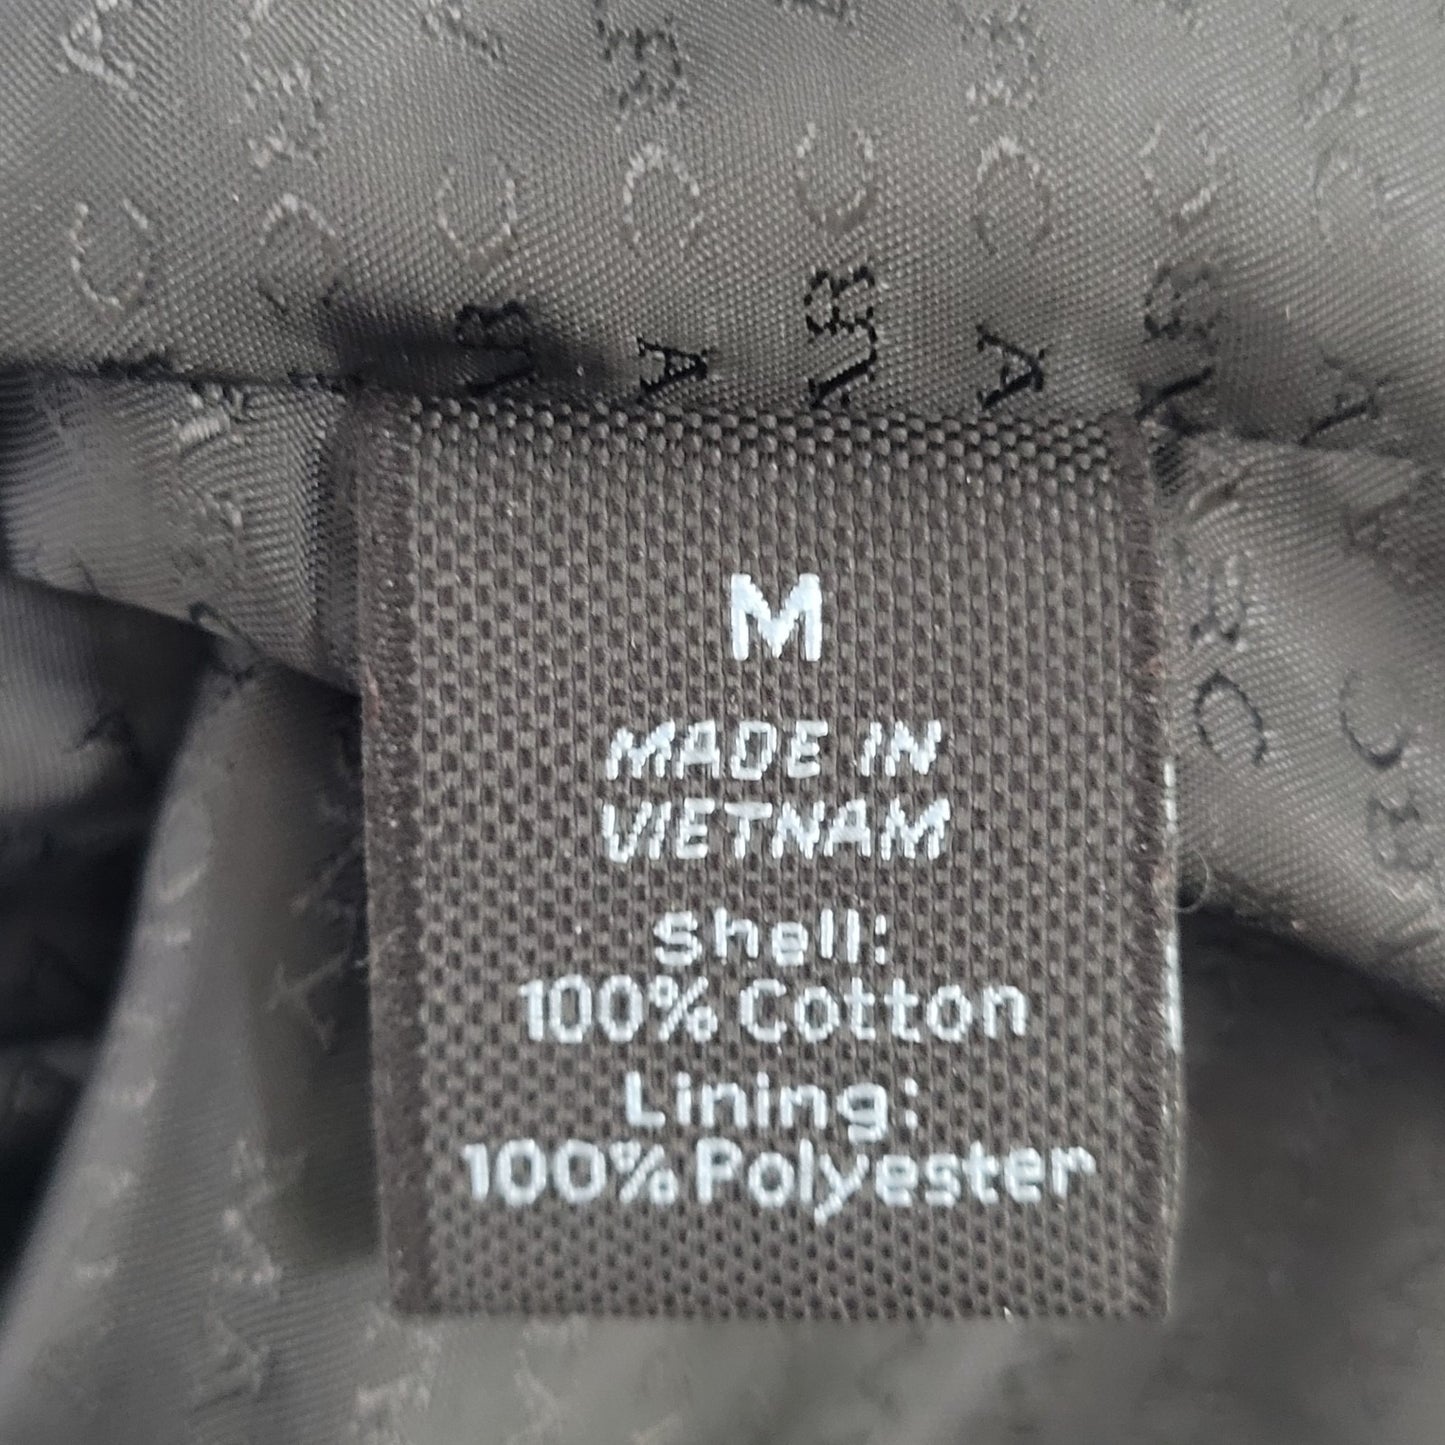 M
MADE IN
VIETNAM
Shell:
100% Cotton
Lining:
100% Polyester